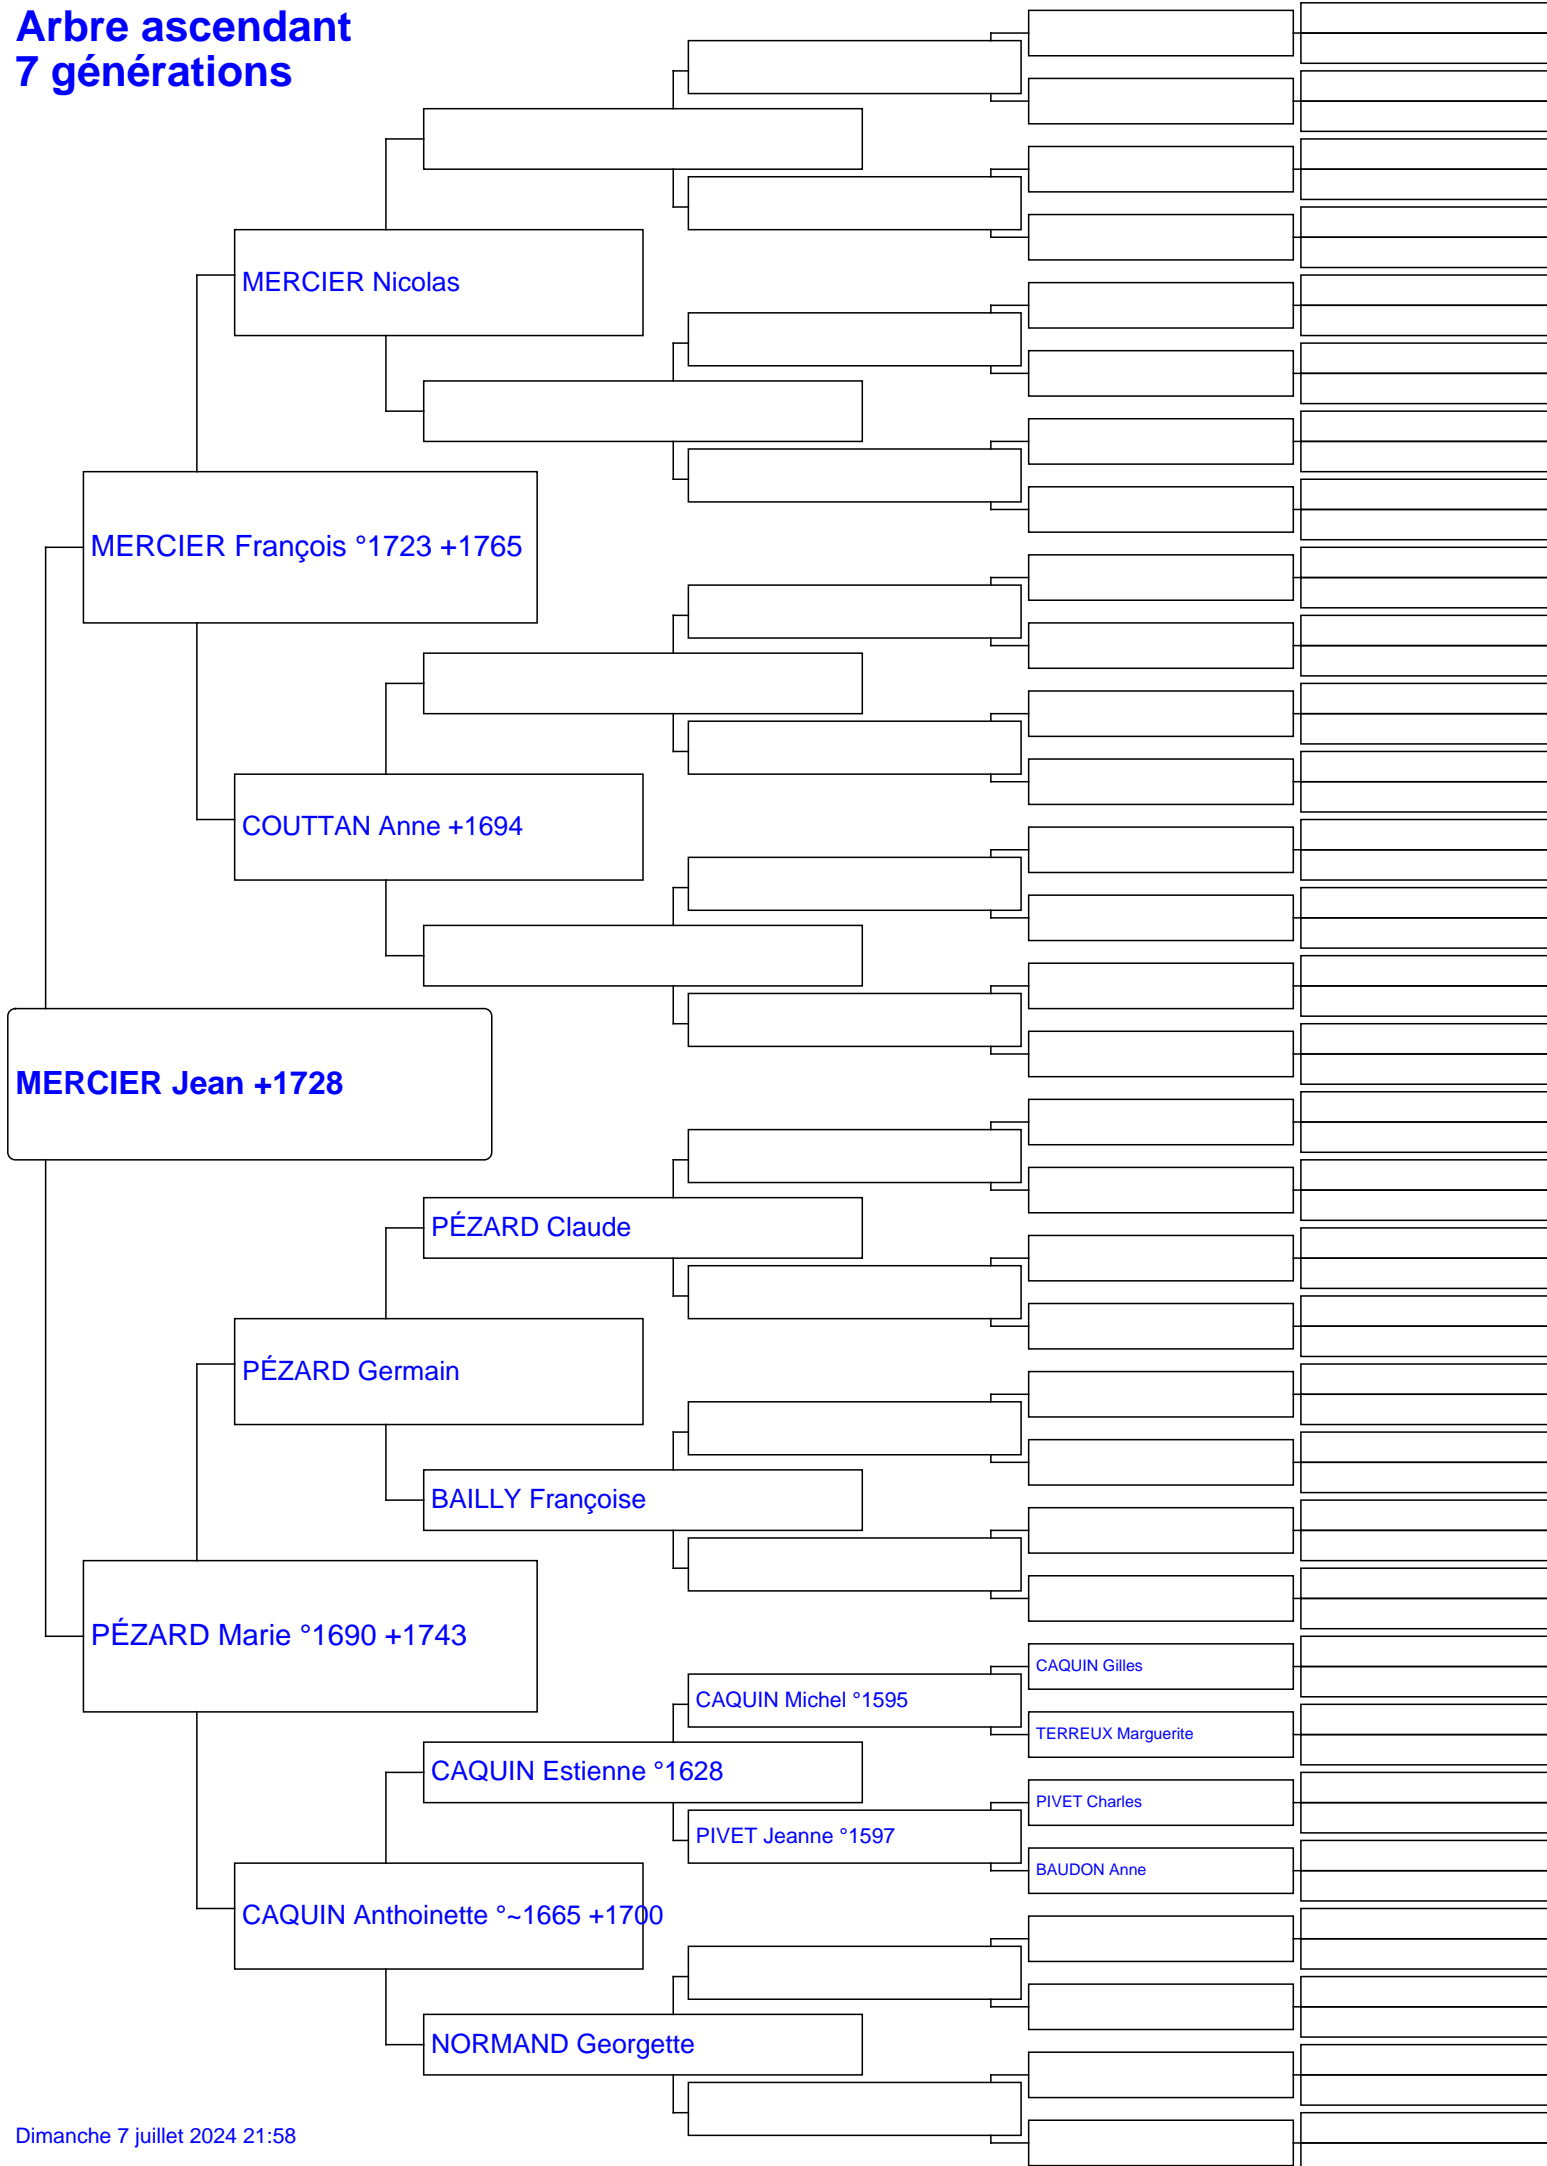 Arbre ascendant
7 générations
MERCIER Nicolas
MERCIER François °1723 +1765
COUTTAN Anne +1694
MERCIER Jean +1728
PÉZARD Claude
PÉZARD Germain
BAILLY Françoise
PÉZARD Marie °1690 +1743
CAQUIN Gilles
CAQUIN Michel °1595
TERREUX Marguerite
CAQUIN Estienne °1628
PIVET Charles
PIVET Jeanne °1597
BAUDON Anne
CAQUIN Anthoinette °~1665 +1700
NORMAND Georgette
Dimanche 7 juillet 2024 21:58